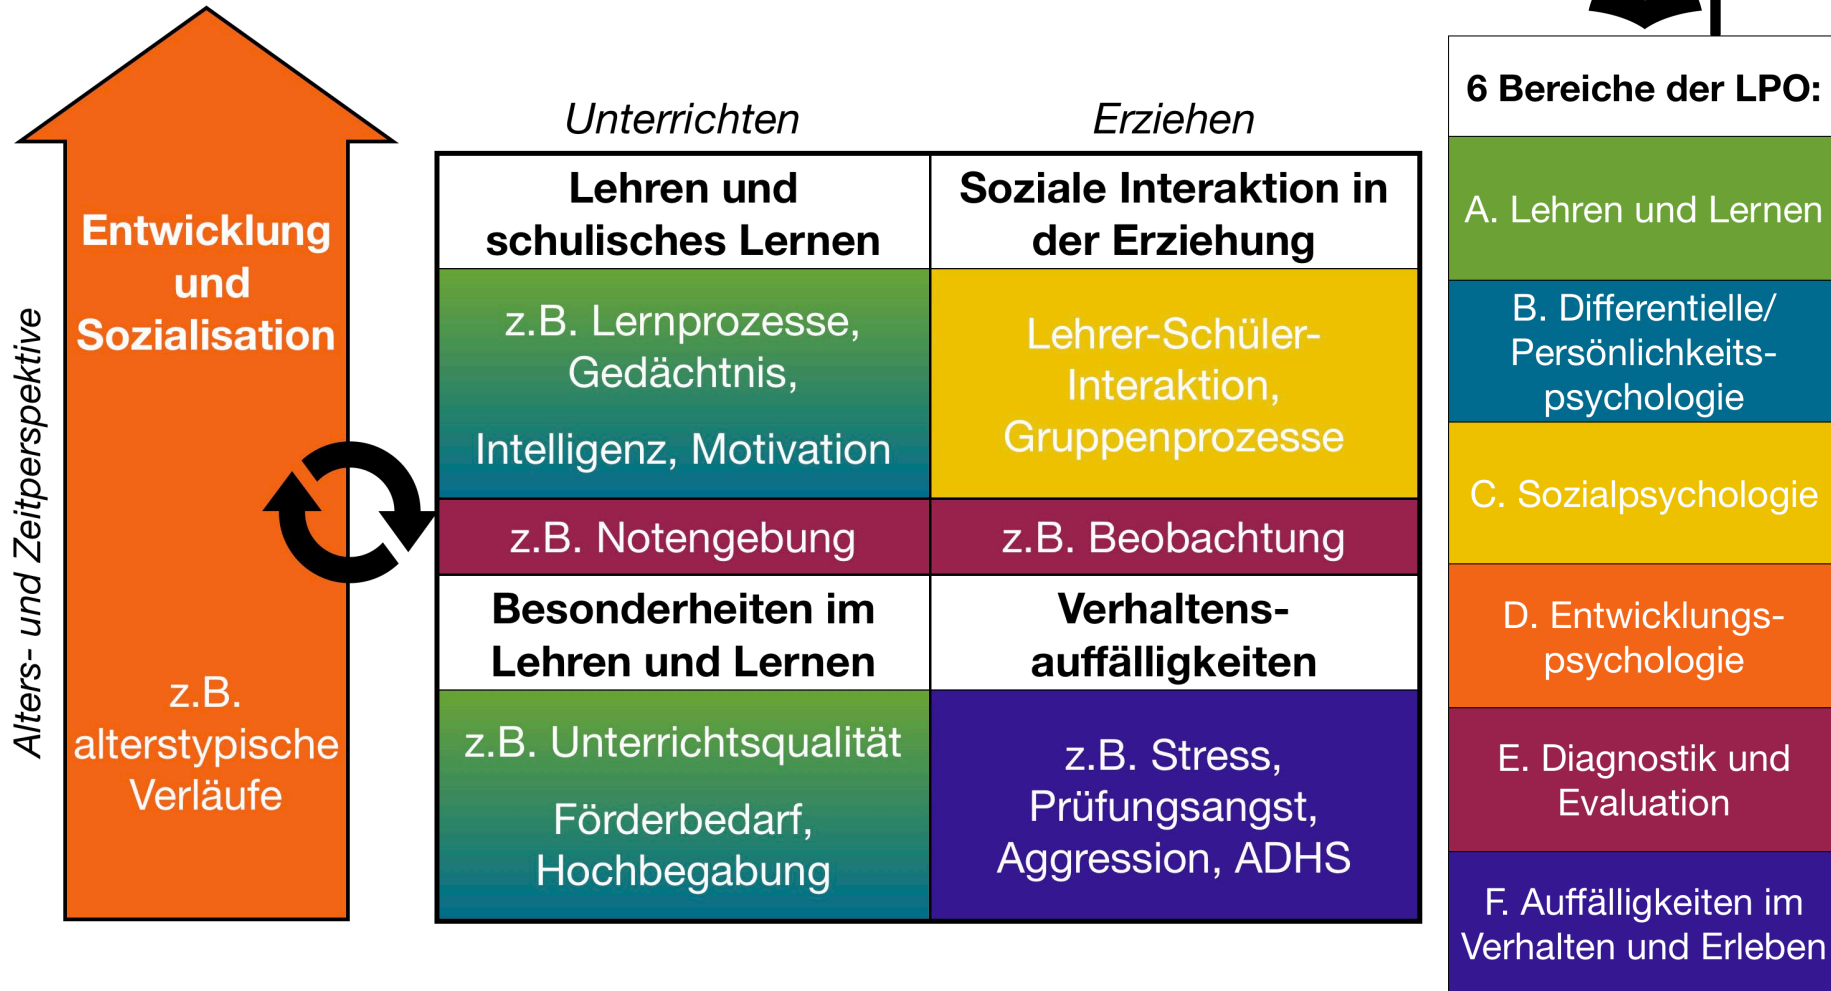 Alters- und Zeitperspektive
Entwicklung
und
Sozialisation
z.B.
alterstypische
Verläufe
Unterrichten
Erziehen
Lehren und
schulisches Lernen
Soziale Interaktion in
der Erziehung
z.B. Lernprozesse,
Gedächtnis,
Intelligenz, Motivation
Lehrer-Schüler-
Interaktion,
Gruppenprozesse
z.B. Notengebung
z.B. Beobachtung
Besonderheiten im
Lehren und Lernen
Verhaltens-
auffälligkeiten
z.B. Unterrichtsqualität
Förderbedarf,
Hochbegabung
z.B. Stress,
Prüfungsangst,
Aggression, ADHS
6 Bereiche der LPO:
A. Lehren und Lernen
B. Differentielle/
Persönlichkeits-
psychologie
C. Sozialpsychologie
D. Entwicklungs-
psychologie
E. Diagnostik und
Evaluation
F. Auffälligkeiten im
Verhalten und Erleben